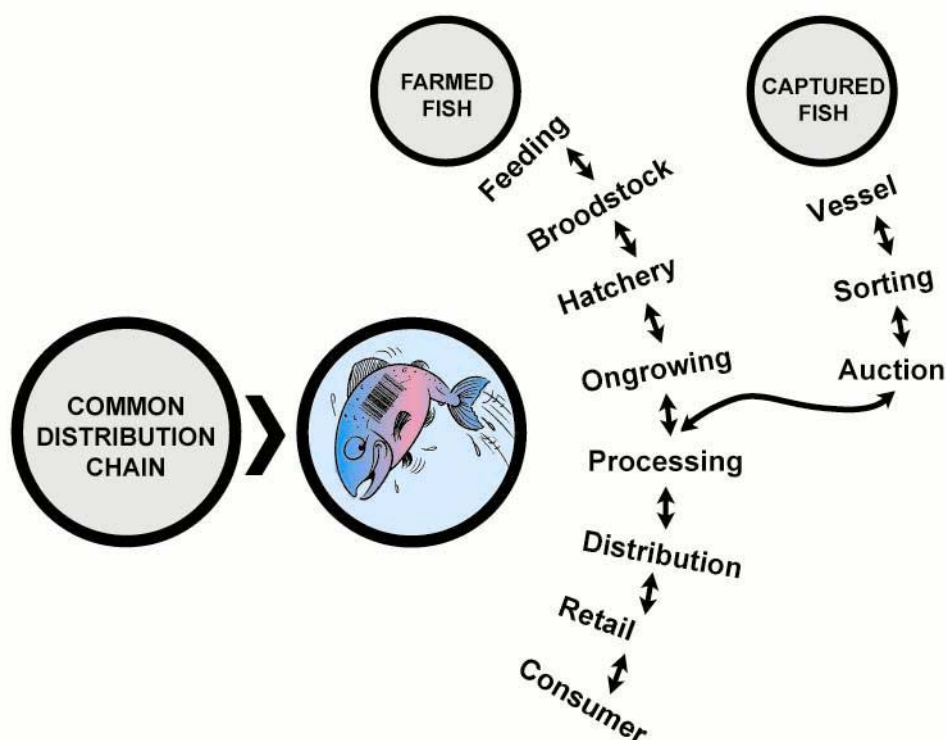 FARMED
FISH
CAPTURED
FISH
Feeding
Broodstock
Hatchery
Ongrowing
Processing
Distribution
Retail
Consumer
Vessel
Sorting
Auction
COMMON
DISTRIBUTION
CHAIN